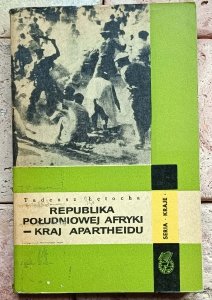 Tadeusz Łętocha
REPUBLIKA
POŁUDNIOWEJ AFRYKI
– KRAJ APARTHEIDU
SERIA · KRAJE ·